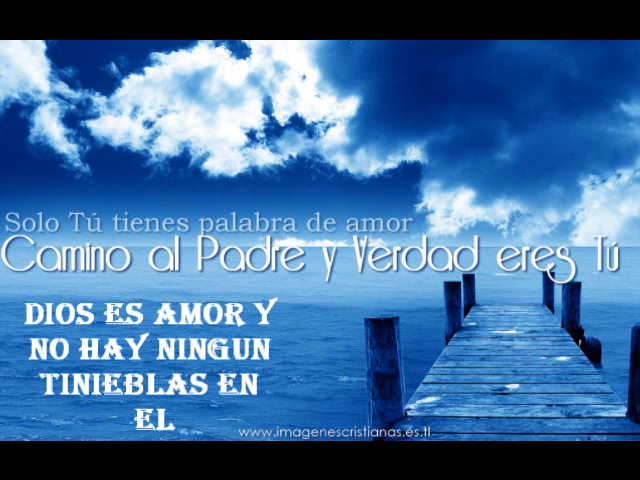 Solo Tú tienes palabra de amor
Camino al Padre y Verdad eres Tú
DIOS ES AMOR Y
NO HAY NINGUN
TINIEBLAS EN
EL
www.imagenescristianas.es.tl